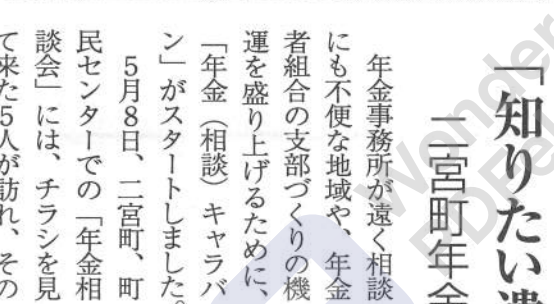 「知りたい
二宮町年金
年金事務所が遠く相談
にも不便な地域や、年金
者組合の支部づくりの機
運を盛り上げるために、
「年金（相談）キャラバ
ン」がスタートしました。
5月8日、二宮町、町
民センターでの「年金相
談会」には、チラシを見
て来た5人が訪れ、その
Wonder
PDFe